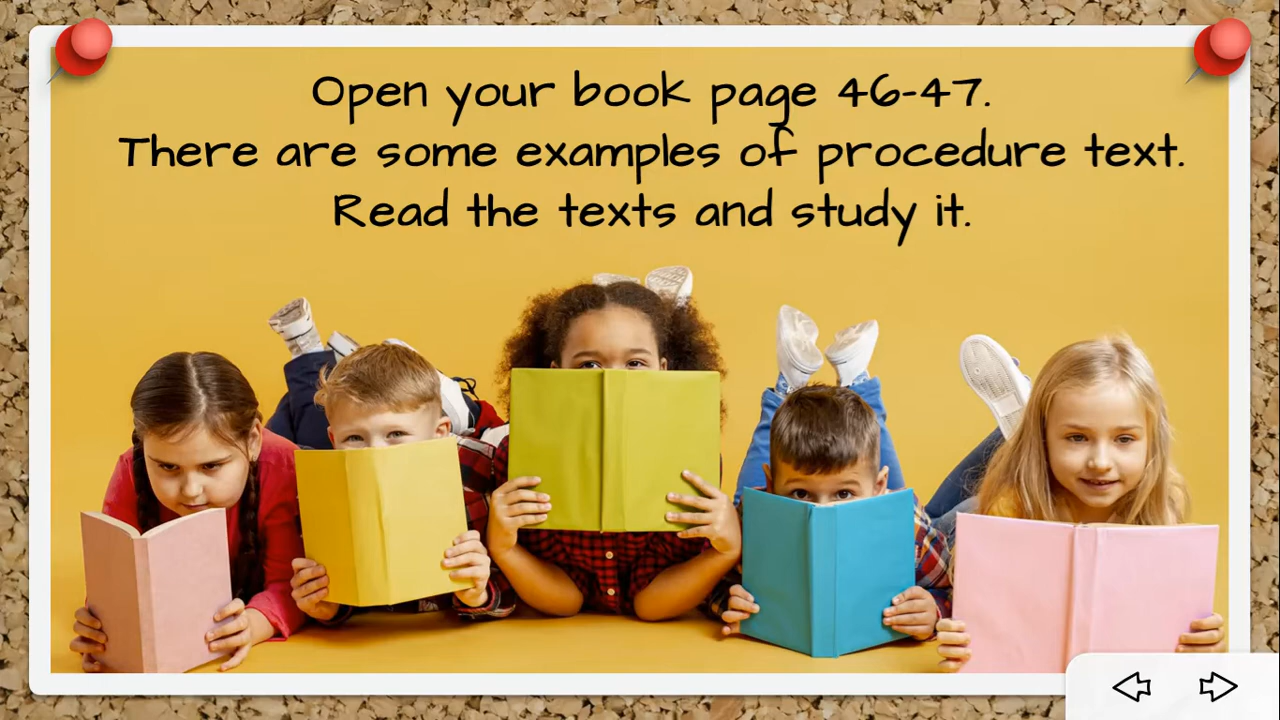 Open your book page 46-47.
There are some examples of procedure text.
Read the texts and study it.